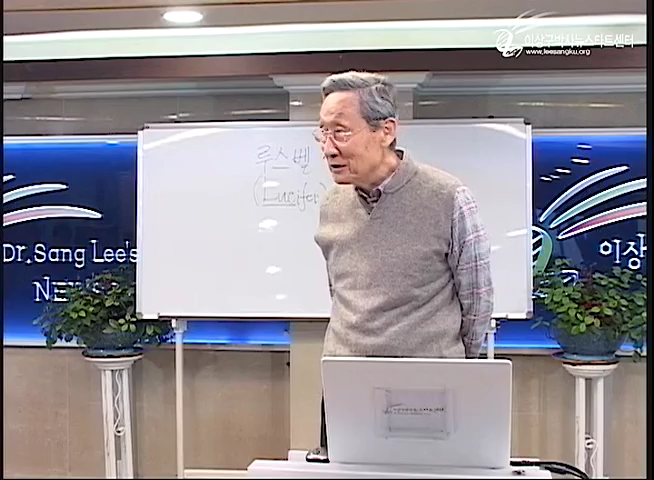 이상구박사뉴스타트센터
www.leesangku.org
루스벨
(Lucifer)
Dr.Sang Lee's
NEW
이상